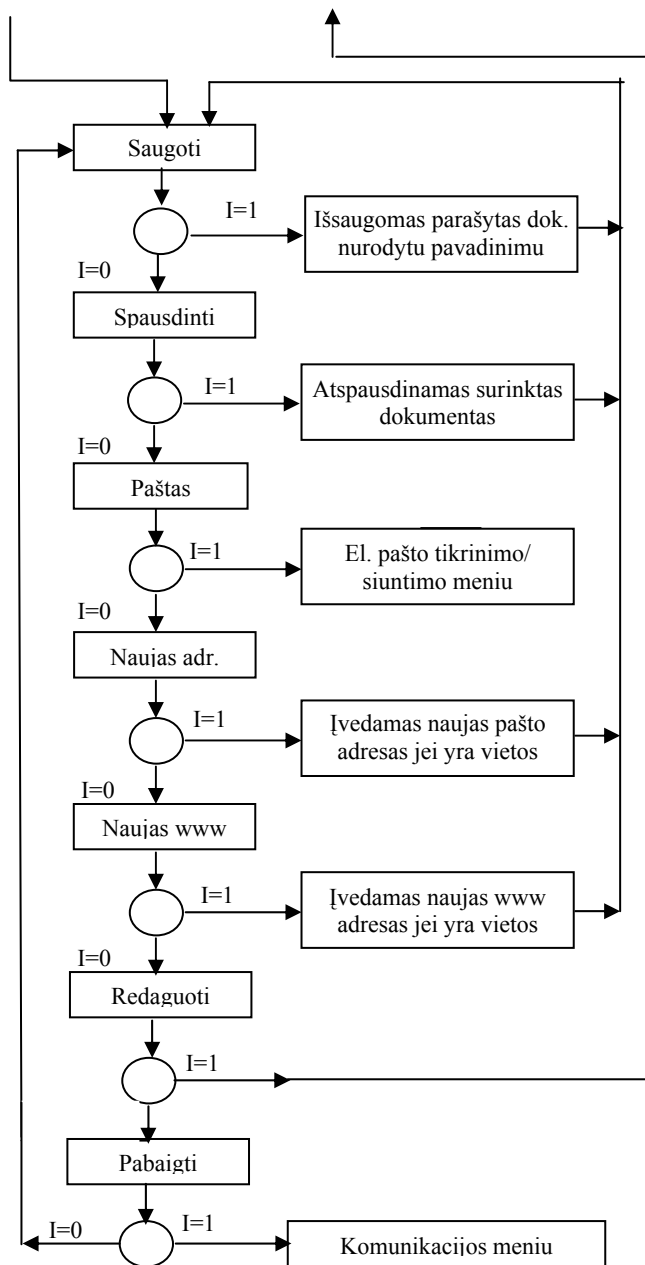 Saugoti
I=1
Išsaugomas parašytas dok.
nurodytu pavadinimu
I=0
Spausdinti
I=1
Atspausdinamas surinktas
dokumentas
I=0
Paštas
I=1
El. pašto tikrinimo/
siuntimo meniu
I=0
Naujas adr.
I=1
Įvedamas naujas pašto
adresas jei yra vietos
I=0
Naujas www
I=1
Įvedamas naujas www
adresas jei yra vietos
I=0
Redaguoti
I=1
Pabaigti
I=0
I=1
Komunikacijos meniu